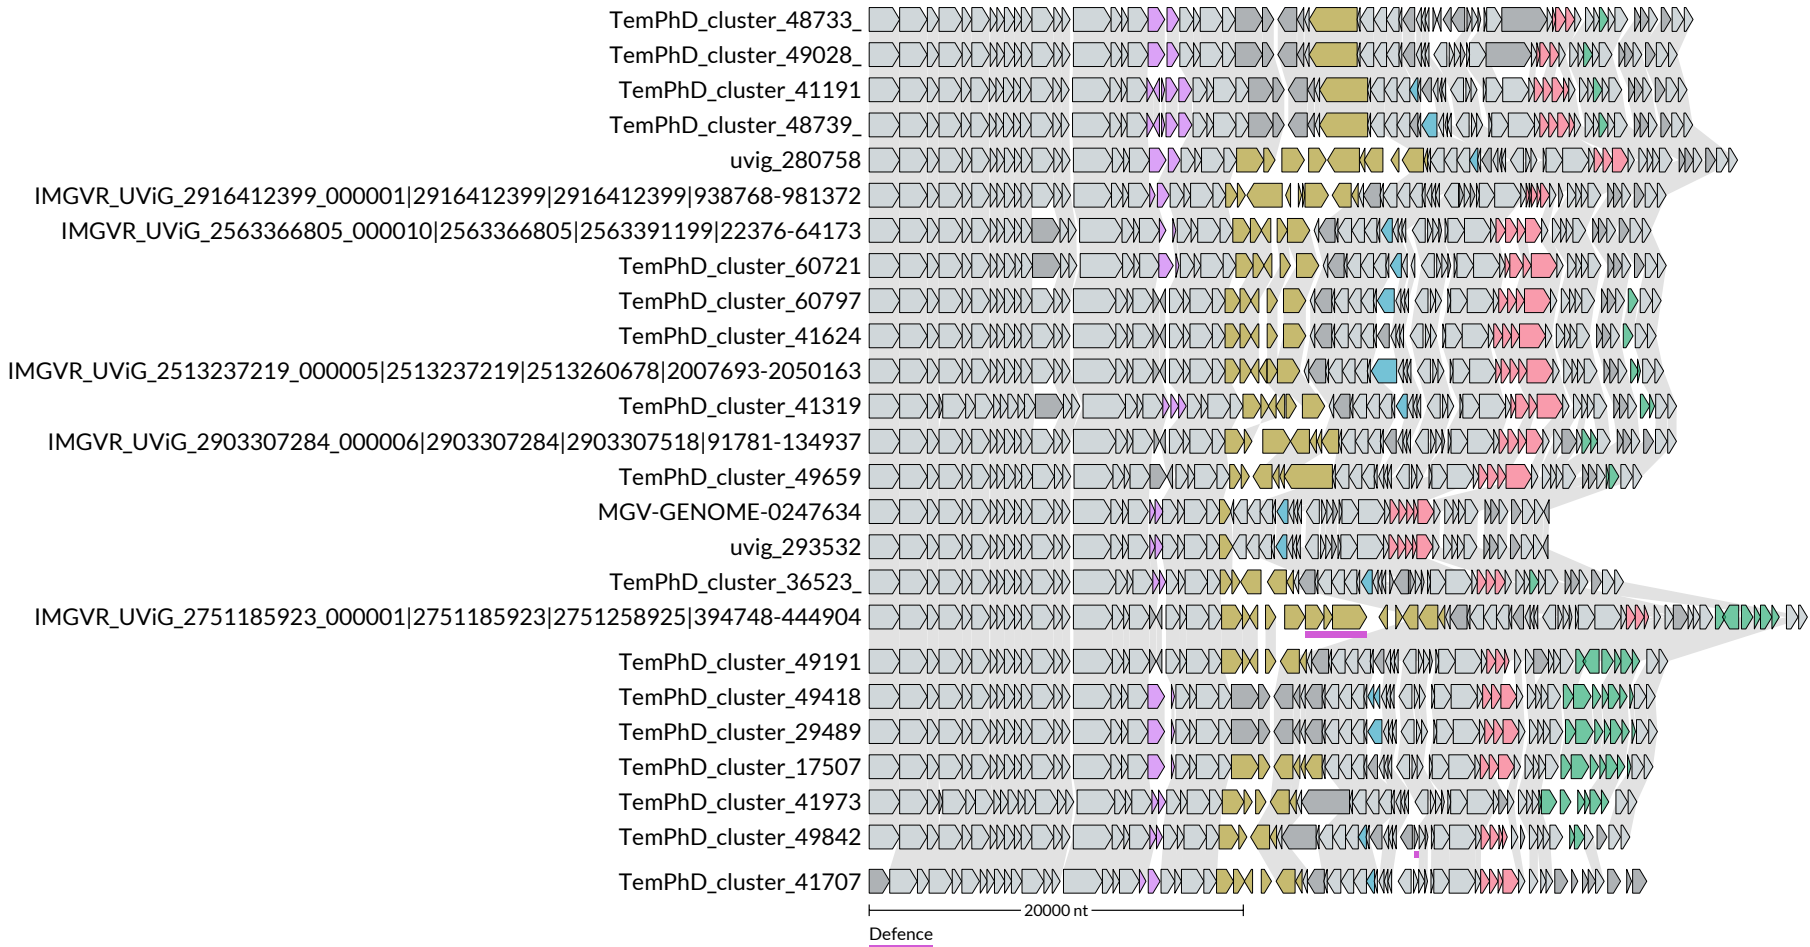 TemPhD_cluster_48733_
TemPhD_cluster_49028_
TemPhD_cluster_41191
TemPhD_cluster_48739_
uvig_280758
IMGVR_UViG_2916412399_000001|2916412399|2916412399|938768-981372
IMGVR_UViG_2563366805_000010|2563366805|2563391199|22376-64173
TemPhD_cluster_60721
TemPhD_cluster_60797
TemPhD_cluster_41624
IMGVR_UViG_2513237219_000005|2513237219|2513260678|2007693-2050163
TemPhD_cluster_41319
IMGVR_UViG_2903307284_000006|2903307284|2903307518|91781-134937
TemPhD_cluster_49659
MGV-GENOME-0247634
uvig_293532
TemPhD_cluster_36523_
IMGVR_UViG_2751185923_000001|2751185923|2751258925|394748-444904
TemPhD_cluster_49191
TemPhD_cluster_49418
TemPhD_cluster_29489
TemPhD_cluster_17507
TemPhD_cluster_41973
TemPhD_cluster_49842
TemPhD_cluster_41707
20000 nt
Defence